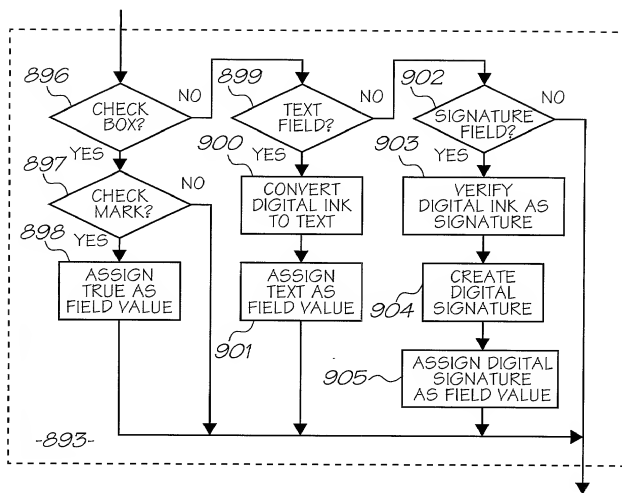 896
CHECK
BOX?
NO
YES
897
CHECK
MARK?
NO
YES
898
ASSIGN
TRUE AS
FIELD VALUE
899
TEXT
FIELD?
NO
YES
900
CONVERT
DIGITAL INK
TO TEXT
ASSIGN
TEXT AS
FIELD VALUE
901
902
SIGNATURE
FIELD?
NO
YES
903
VERIFY
DIGITAL INK AS
SIGNATURE
CREATE
DIGITAL
SIGNATURE
904
ASSIGN DIGITAL
SIGNATURE
AS FIELD VALUE
905
-893-